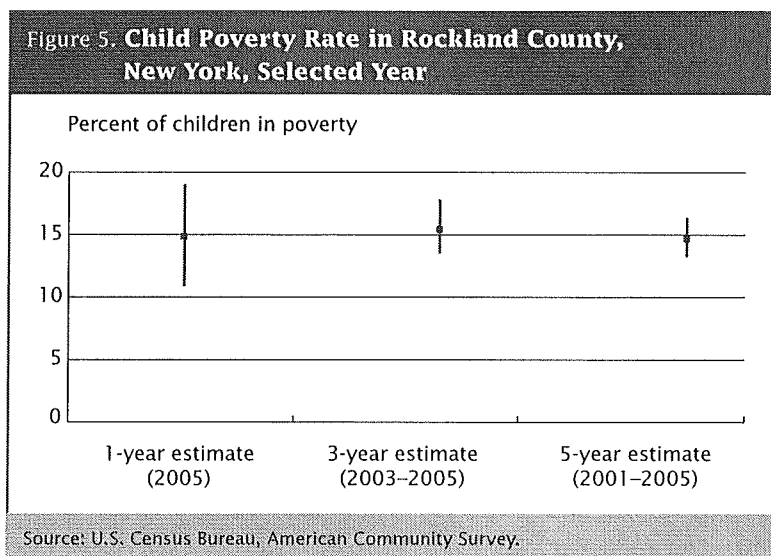 Figure 5. Child Poverty Rate in Rockland County,
New York, Selected Year
Percent of children in poverty
20
15
10
5
0
1-year estimate
(2005)
3-year estimate
(2003–2005)
5-year estimate
(2001–2005)
Source: U.S. Census Bureau, American Community Survey.